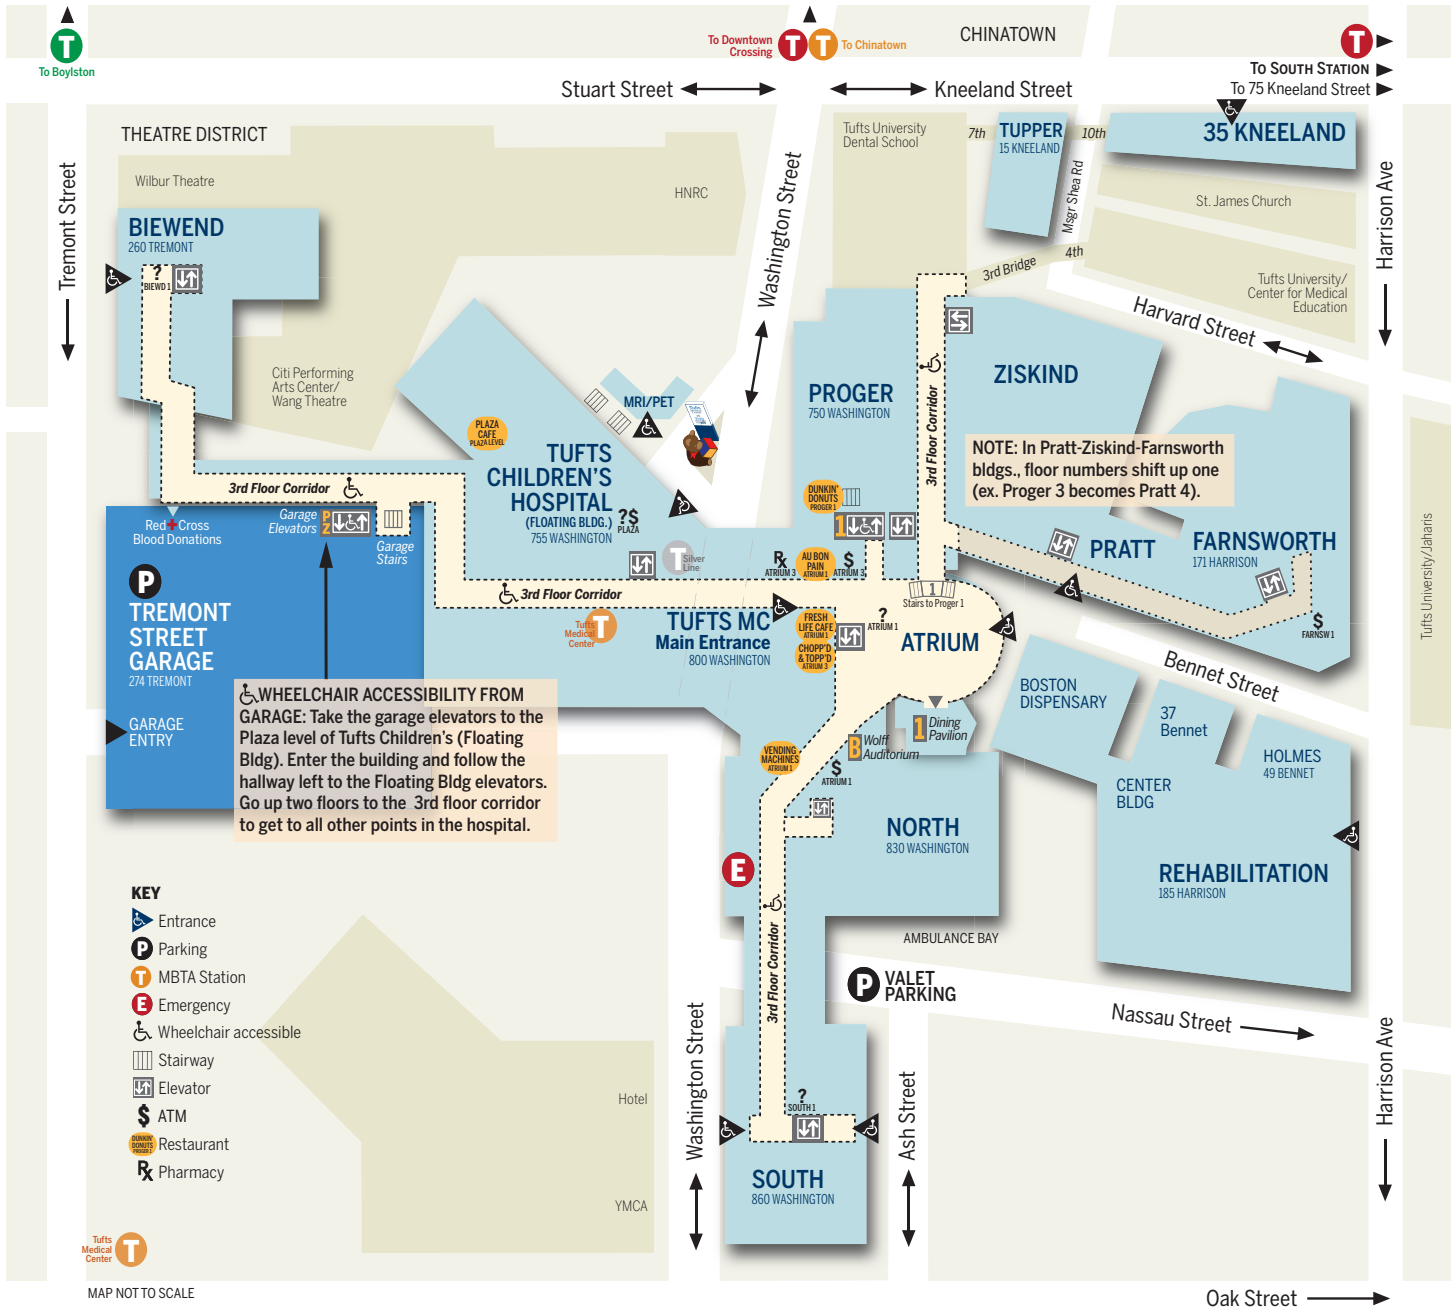 T
To Boylston
To Downtown
Crossing
T
T
To Chinatown
CHINATOWN
T
TO SOUTH STATION
To 75 Kneeland Street
Stuart Street
Kneeland Street
THEATRE DISTRICT
Wilbur Theatre
HNRC
Tremont Street
Washington Street
Tufts University
Dental School
7th
TUPPER
15 KNEELAND
10th
35 KNEELAND
Msgr Shea Rd
St. James Church
Harrison Ave
BIEWEND
260 TREMONT
?
BIEWD 1
3rd Bridge
4th
Tufts University/
Center for Medical
Education
Harvard Street
Citi Performing
Arts Center/
Wang Theatre
MRI/PET
PLAZA
CAFE
PLAZA LEVEL
TUFTS
CHILDREN'S
HOSPITAL
(FLOATING BLDG.)
755 WASHINGTON
?$
PLAZA
PROGER
750 WASHINGTON
3rd Floor Corridor
ZISKIND
NOTE: In Pratt-Ziskind-Farnsworth
bldgs., floor numbers shift up one
(ex. Proger 3 becomes Pratt 4).
DUNKIN'
DONUTS
PROGER 1
1
3rd Floor Corridor
Red+Cross
Blood Donations
Garage
Elevators
P
Z
Garage
Stairs
T
Silver
Line
Rx
ATRIUM 3
AU BON
PAIN
ATRIUM 1
$
ATRIUM 3
PRATT
FARNSWORTH
171 HARRISON
$
FARNSW 1
Tufts University/Jaharis
P
TREMONT
STREET
GARAGE
274 TREMONT
GARAGE
ENTRY
3rd Floor Corridor
Tufts
Medical
Center
T
TUFTS MC
Main Entrance
800 WASHINGTON
FRESH
LIFE CAFE
ATRIUM 1
CHOPP'D
& TOPP'D
ATRIUM 3
?
ATRIUM 1
1
Stairs to Proger 1
ATRIUM
Bennet Street
WHEELCHAIR ACCESSIBILITY FROM
GARAGE: Take the garage elevators to the
Plaza level of Tufts Children's (Floating
Bldg). Enter the building and follow the
hallway left to the Floating Bldg elevators.
Go up two floors to the 3rd floor corridor
to get to all other points in the hospital.
BOSTON
DISPENSARY
37
Bennet
HOLMES
49 BENNET
CENTER
BLDG
REHABILITATION
185 HARRISON
1
Dining
Pavilion
B
Wolff
Auditorium
VENDING
MACHINES
ATRIUM 1
$
ATRIUM 1
NORTH
830 WASHINGTON
E
3rd Floor Corridor
AMBULANCE BAY
P
VALET
PARKING
Nassau Street
KEY
Entrance
P
Parking
T
MBTA Station
E
Emergency
Wheelchair accessible
Stairway
Elevator
$
ATM
DUNKIN'
DONUTS
PROGER 1
Restaurant
Rx
Pharmacy
Hotel
YMCA
Washington Street
Ash Street
Harrison Ave
?
SOUTH 1
SOUTH
860 WASHINGTON
Tufts
Medical
Center
T
MAP NOT TO SCALE
Oak Street